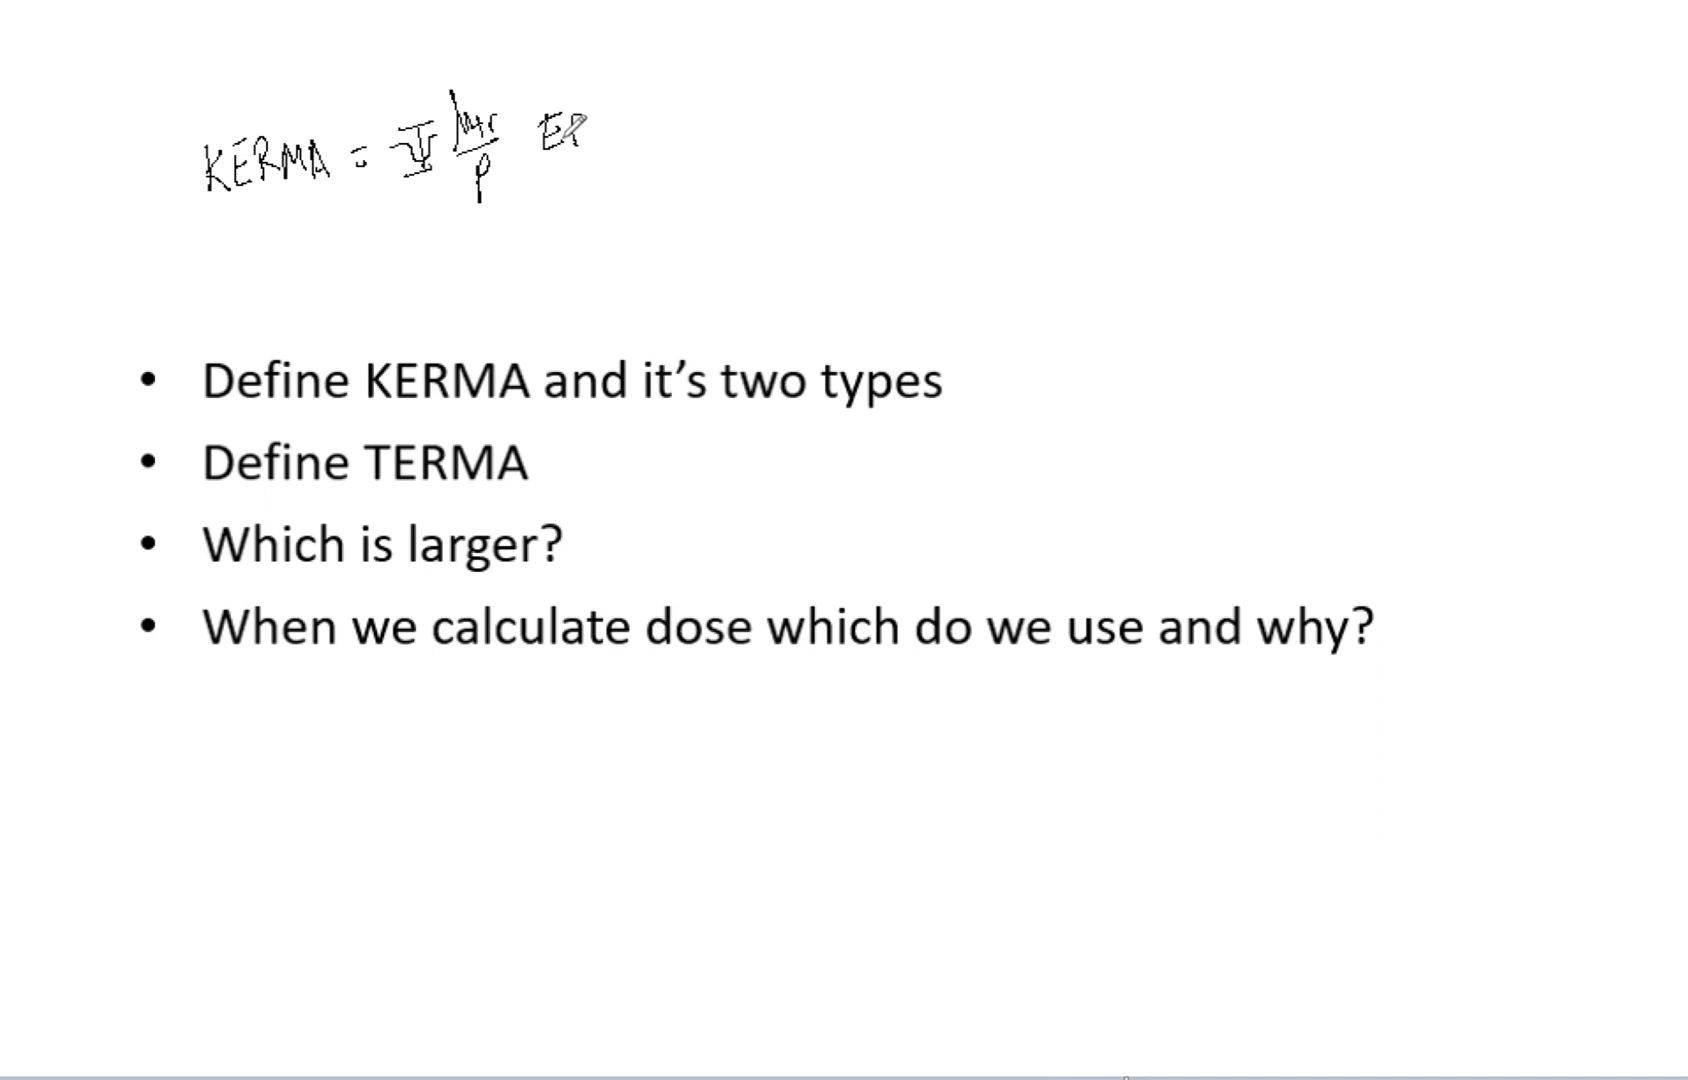 KERMA = Ψ μtr/ρ
• Define KERMA and it’s two types
• Define TERMA
• Which is larger?
• When we calculate dose which do we use and why?